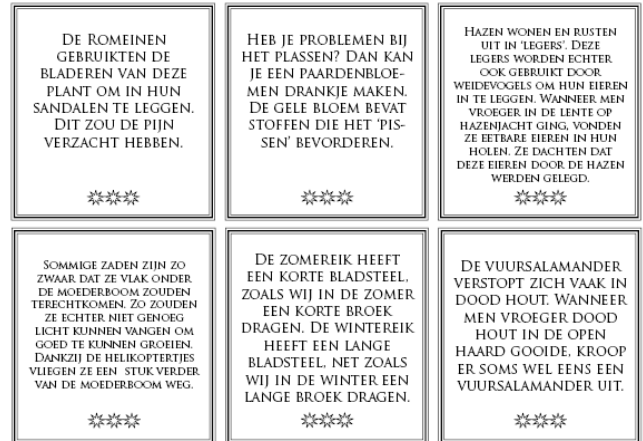 De Romeinen
gebruikten de
bladeren van deze
plant om in hun
sandalen te leggen.
Dit zou de pijn
verzacht hebben.
Heb je problemen bij
het plassen? Dan kan
je een paardenbloe-
men drankje maken.
De gele bloem bevat
stoffen die het 'pis-
sen' bevorderen.
Hazen wonen en rusten
uit in 'legers'. Deze
legers worden echter
ook gebruikt door
weidevogels om hun eieren
in te leggen. Wanneer men
vroeger in de lente op
hazenjacht ging, vonden
ze eetbare eieren in hun
holen. Ze dachten dat
deze eieren door de hazen
werden gelegd.
Sommige zaden zijn zo
zwaar dat ze vlak onder
de moederboom zouden
terechtkomen. Zo zouden
ze echter niet genoeg
licht kunnen vangen om
goed te kunnen groeien.
Dankzij de helikoptertjes
vliegen ze een stuk verder
van de moederboom weg.
De zomereik heeft
een korte bladsteel,
zoals wij in de zomer
een korte broek
dragen. De wintereik
heeft een lange
bladsteel, net zoals
wij in de winter een
lange broek dragen.
De vuursalamander
verstopt zich vaak in
dood hout. Wanneer
men vroeger dood
hout in de open
haard gooide, kroop
er soms wel eens een
vuursalamander uit.